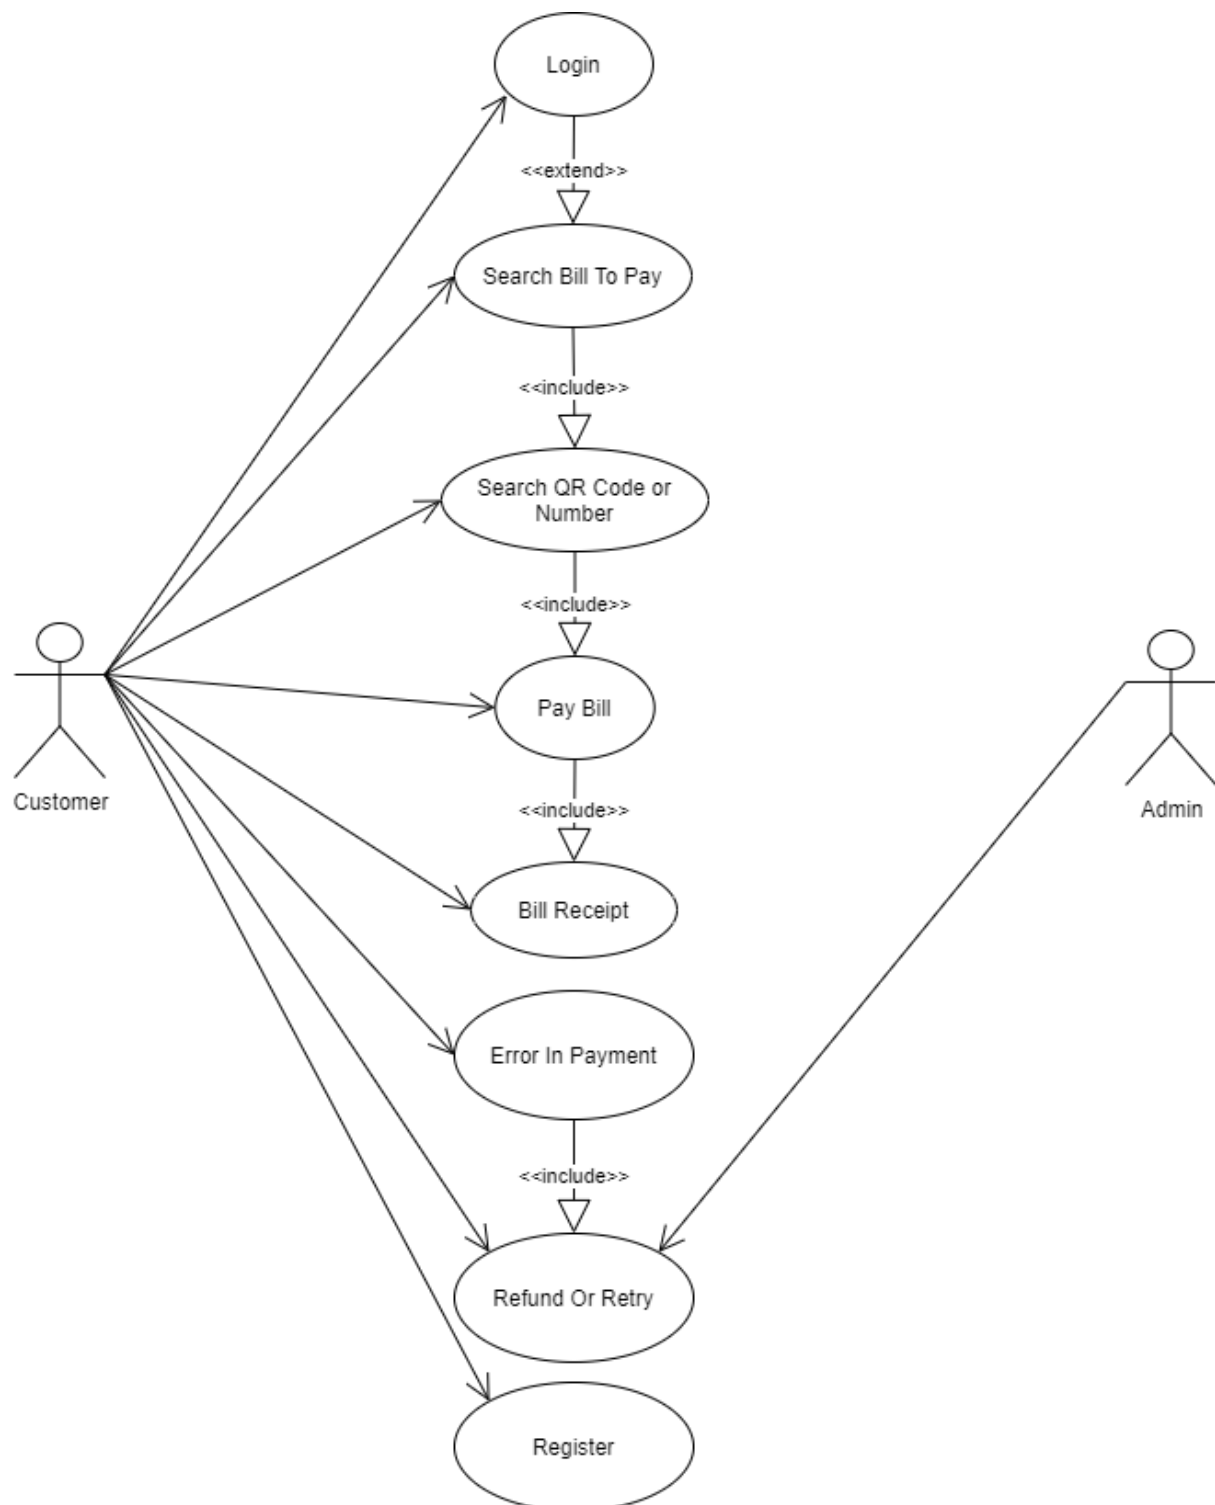 Login
<<extend>>
Search Bill To Pay
<<include>>
Search QR Code or
Number
<<include>>
Pay Bill
Customer
Admin
<<include>>
Bill Receipt
Error In Payment
<<include>>
Refund Or Retry
Register